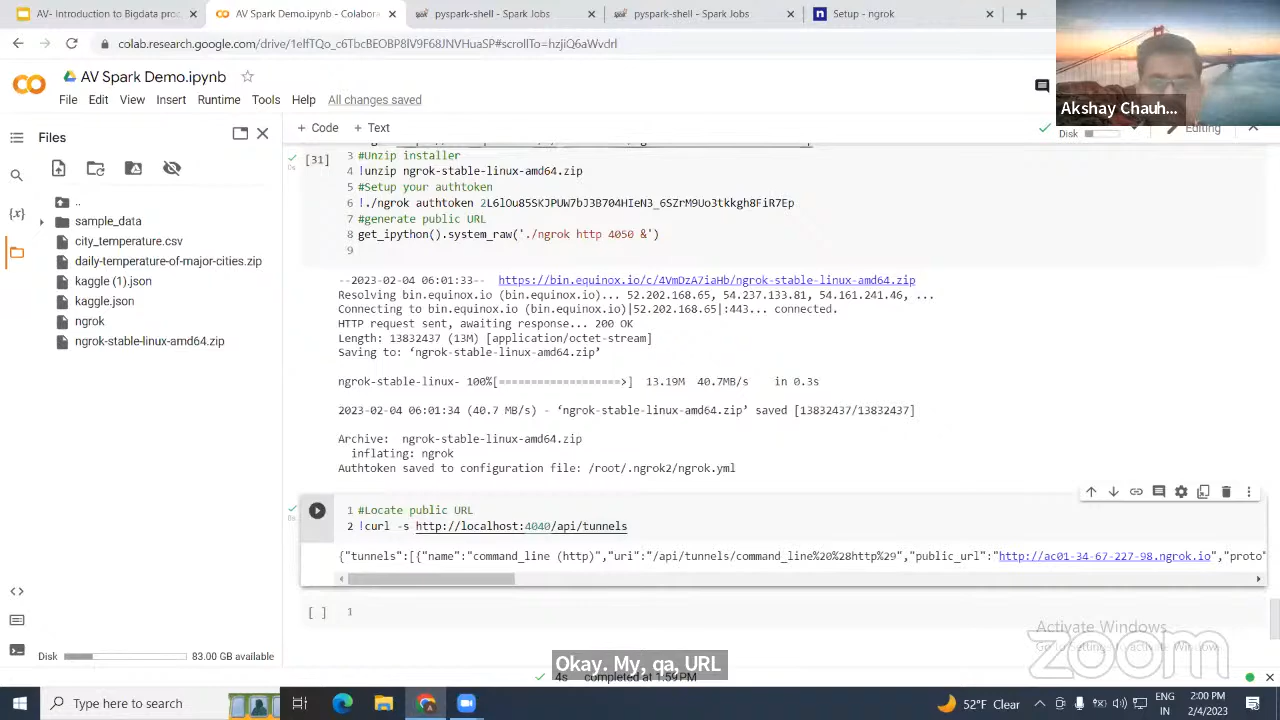 AV- Introduction in Bigdata proc
AV Spark Demo.ipynb - Colabora
pyspark-shell - Spark Jobs
pyspark-shell - Spark Jobs
Setup - ngrok
colab.research.google.com/drive/1elfTQo_c6TbcBEOBP8lV9F68JNVHuaSP#scrollTo=hzjiQ6aWvdrl
AV Spark Demo.ipynb
File Edit View Insert Runtime Tools Help All changes saved
Akshay Chauh...
Files
+ Code + Text
Disk
Editing
..
sample_data
city_temperature.csv
daily-temperature-of-major-cities.zip
kaggle (1).json
kaggle.json
ngrok
ngrok-stable-linux-amd64.zip
Disk 83.00 GB available
[31]
0s
3 #Unzip installer
4 !unzip ngrok-stable-linux-amd64.zip
5 #Setup your authtoken
6 !./ngrok authtoken 2L6lOu85SKJPUW7bJ3B704HIeN3_6SZrM9Uo3tkkgh8FiR7Ep
7 #generate public URL
8 get_ipython().system_raw('./ngrok http 4050 &')
9
--2023-02-04 06:01:33-- https://bin.equinox.io/c/4VmDzA7iaHb/ngrok-stable-linux-amd64.zip
Resolving bin.equinox.io (bin.equinox.io)... 52.202.168.65, 54.237.133.81, 54.161.241.46, ...
Connecting to bin.equinox.io (bin.equinox.io)|52.202.168.65|:443... connected.
HTTP request sent, awaiting response... 200 OK
Length: 13832437 (13M) [application/octet-stream]
Saving to: ‘ngrok-stable-linux-amd64.zip’
ngrok-stable-linux- 100%[===================>] 13.19M 40.7MB/s in 0.3s
2023-02-04 06:01:34 (40.7 MB/s) - ‘ngrok-stable-linux-amd64.zip’ saved [13832437/13832437]
Archive: ngrok-stable-linux-amd64.zip
inflating: ngrok
Authtoken saved to configuration file: /root/.ngrok2/ngrok.yml
0s
1 #Locate public URL
2 !curl -s http://localhost:4040/api/tunnels
{"tunnels":[{"name":"command_line (http)","uri":"/api/tunnels/command_line%20%28http%29","public_url":"http://ac01-34-67-227-98.ngrok.io","proto"
[ ] 1
Activate Windows
Go to Settings to activate Windows.
zoom
Okay. My, qa, URL
4s completed at 1:59 PM
Type here to search
52°F Clear
ENG
IN
2:00 PM
2/4/2023